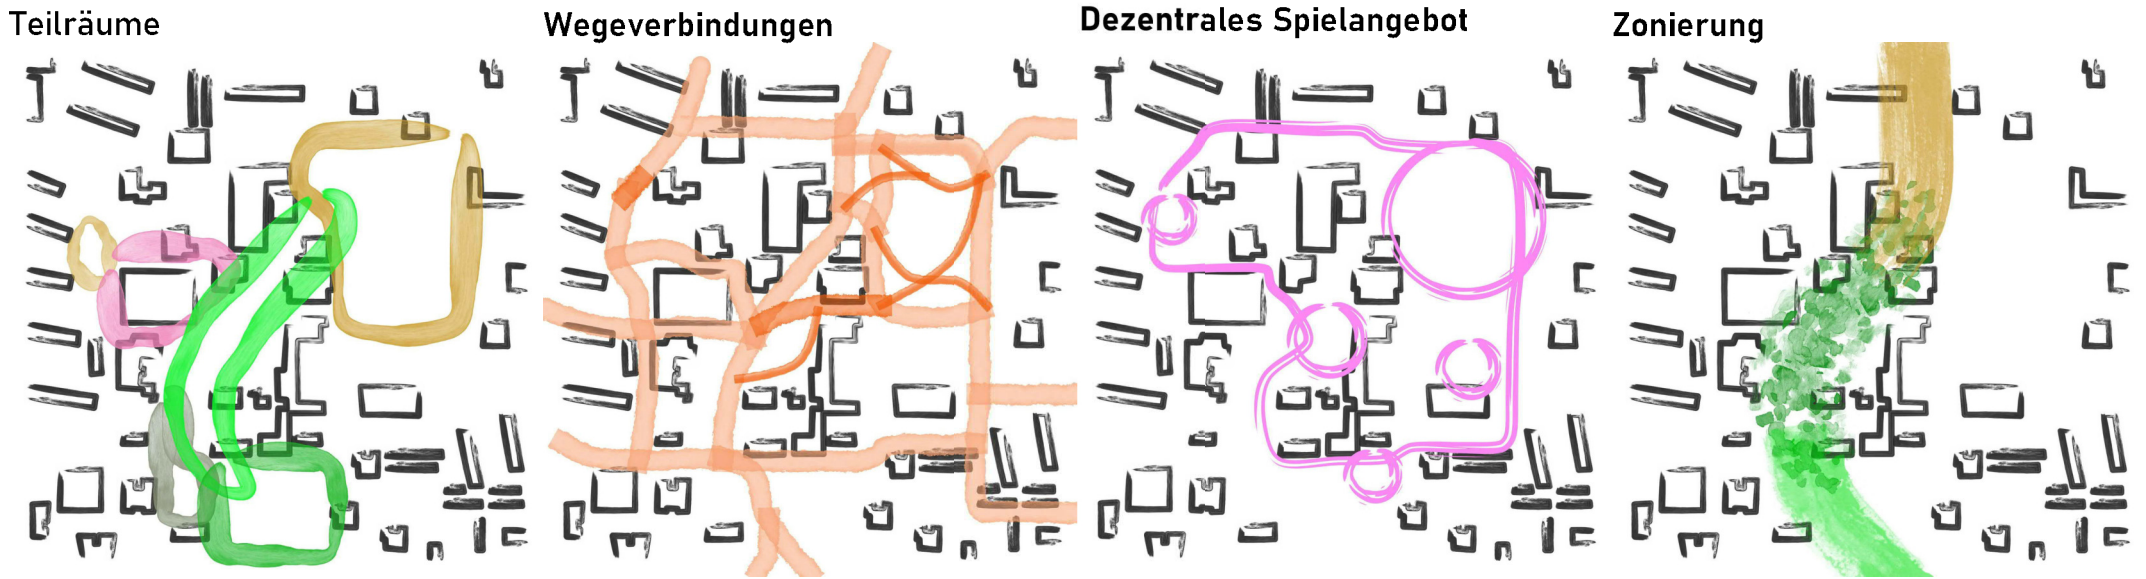 Teilräume
Wegeverbindungen
Dezentrales Spielangebot
Zonierung